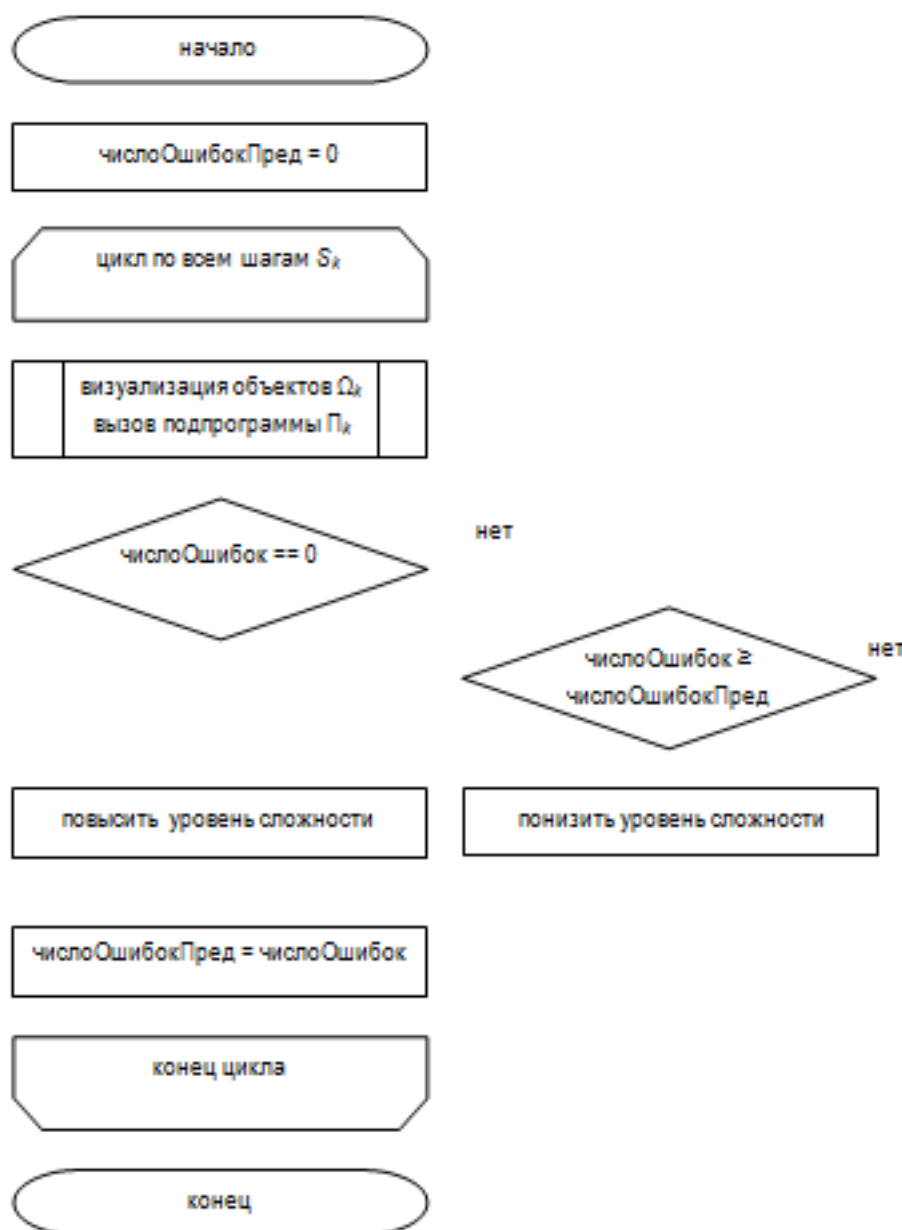 начало
числоОшибокПред = 0
цикл по всем шагам Sₖ
визуализация объектов Ωₖ
вызов подпрограммы Πₖ
числоОшибок == 0
нет
числоОшибок ≥
числоОшибокПред
нет
повысить уровень сложности
понизить уровень сложности
числоОшибокПред = числоОшибок
конец цикла
конец